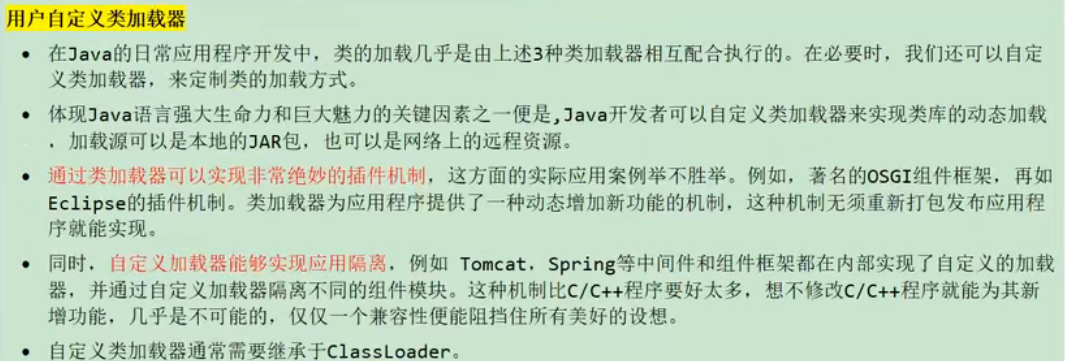 用户自定义类加载器
• 在Java的日常应用程序开发中，类的加载几乎是由上述3种类加载器相互配合执行的。在必要时，我们还可以自定
义类加载器，来定制类的加载方式。
• 体现Java语言强大生命力和巨大魅力的关键因素之一便是,Java开发者可以自定义类加载器来实现类库的动态加载
，加载源可以是本地的JAR包，也可以是网络上的远程资源。
• 通过类加载器可以实现非常绝妙的插件机制，这方面的实际应用案例举不胜举。例如，著名的OSGI组件框架，再如
Eclipse的插件机制。类加载器为应用程序提供了一种动态增加新功能的机制，这种机制无须重新打包发布应用程
序就能实现。
• 同时，自定义加载器能够实现应用隔离，例如 Tomcat，Spring等中间件和组件框架都在内部实现了自定义的加载
器，并通过自定义加载器隔离不同的组件模块。这种机制比C/C++程序要好太多，想不修改C/C++程序就能为其新
增功能，几乎是不可能的，仅仅一个兼容性便能阻挡住所有美好的设想。
• 自定义类加载器通常需要继承于ClassLoader。